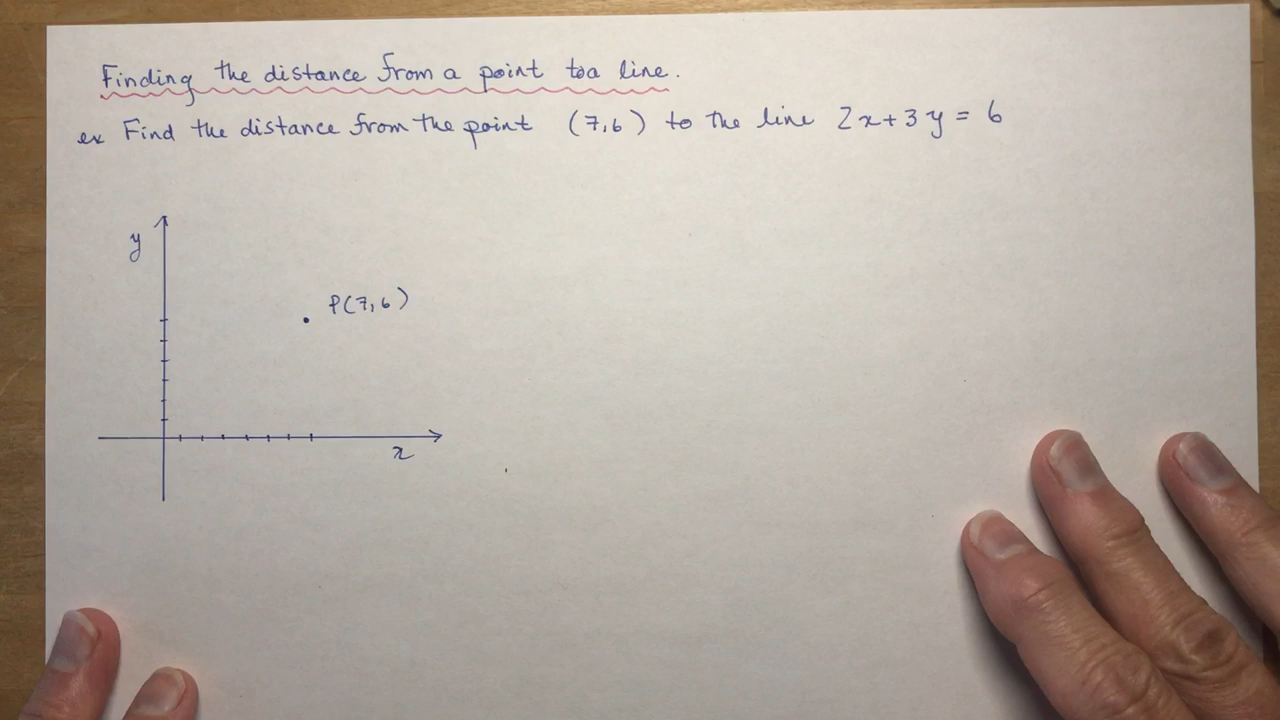 Finding the distance from a point to a line.
ex Find the distance from the point (7,6) to the line 2x+3y = 6
y
P(7,6)
x